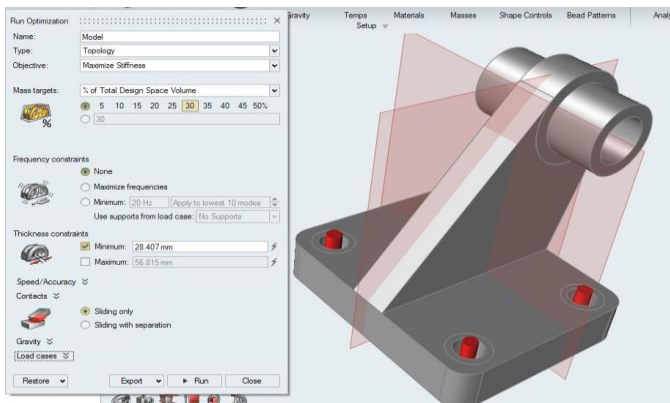 Run Optimization
Gravity Temps Materials Masses Shape Controls Bead Patterns Analy
Setup
Name: Model
Type: Topology
Objective: Maximize Stiffness
Mass targets: % of Total Design Space Volume
5 10 15 20 25 30 35 40 45 50%
%
30
Frequency constraints
None
Maximize frequencies
Minimum: 20 Hz Apply to lowest 10 modes
Use supports from load case: No Supports
Thickness constraints
Minimum: 28.407 mm
Maximum: 56.815 mm
Speed/Accuracy
Contacts
Sliding only
Sliding with separation
Gravity
Load cases
Restore Export Run Close